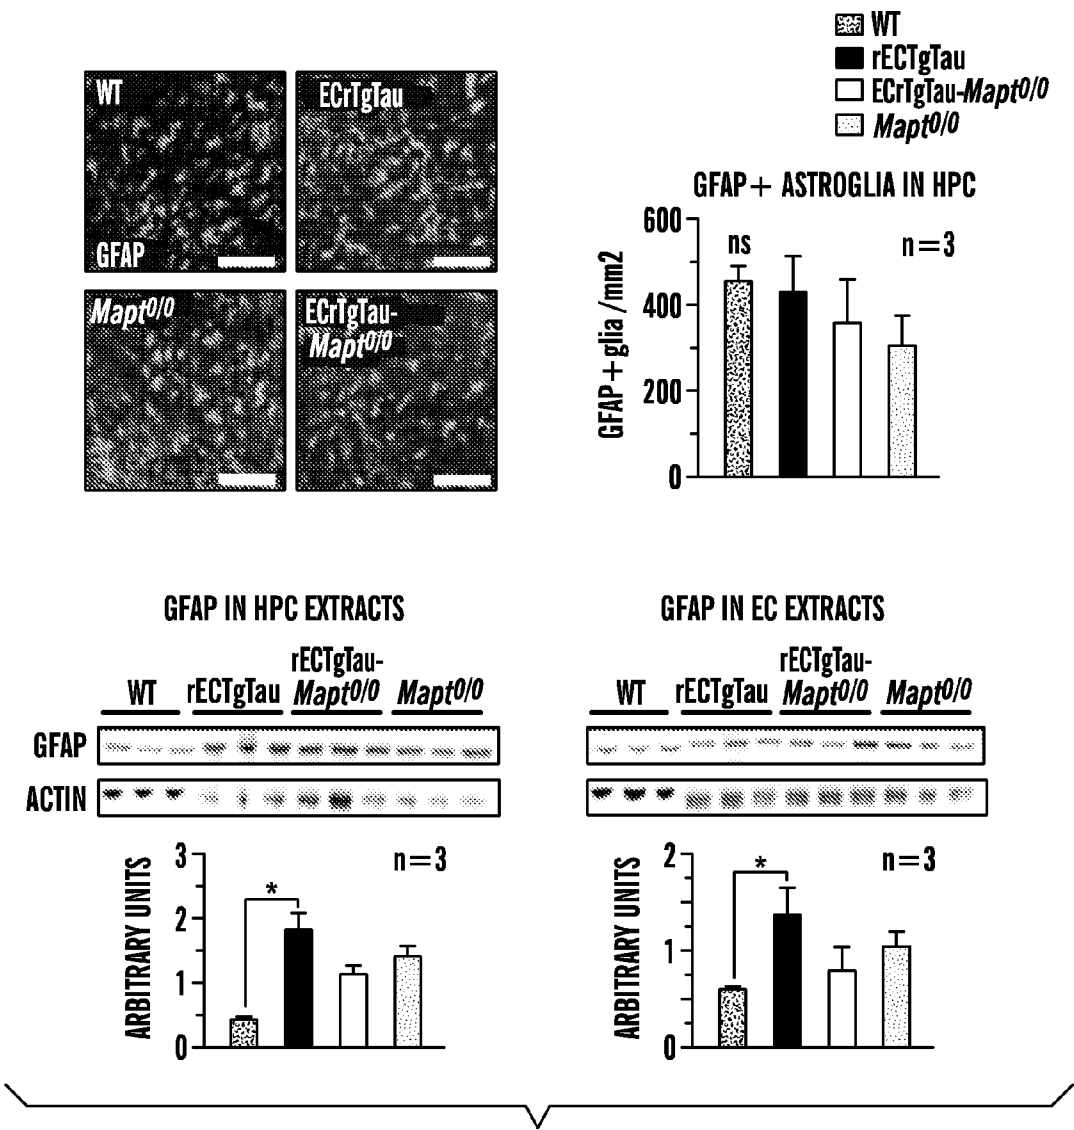 WT
rECTgTau
ECrTgTau-Mapt0/0
Mapt0/0
WT
GFAP
ECrTgTau
Mapt0/0
ECrTgTau-
Mapt0/0
GFAP+ ASTROGLIA IN HPC
600
400
200
0
GFAP+glia /mm2
ns
n=3
GFAP IN HPC EXTRACTS
WT
rECTgTau
rECTgTau-
Mapt0/0
Mapt0/0
GFAP
ACTIN
ARBITRARY UNITS
3
2
1
0
*
n=3
GFAP IN EC EXTRACTS
WT
rECTgTau
rECTgTau-
Mapt0/0
Mapt0/0
ARBITRARY UNITS
2
1
0
*
n=3